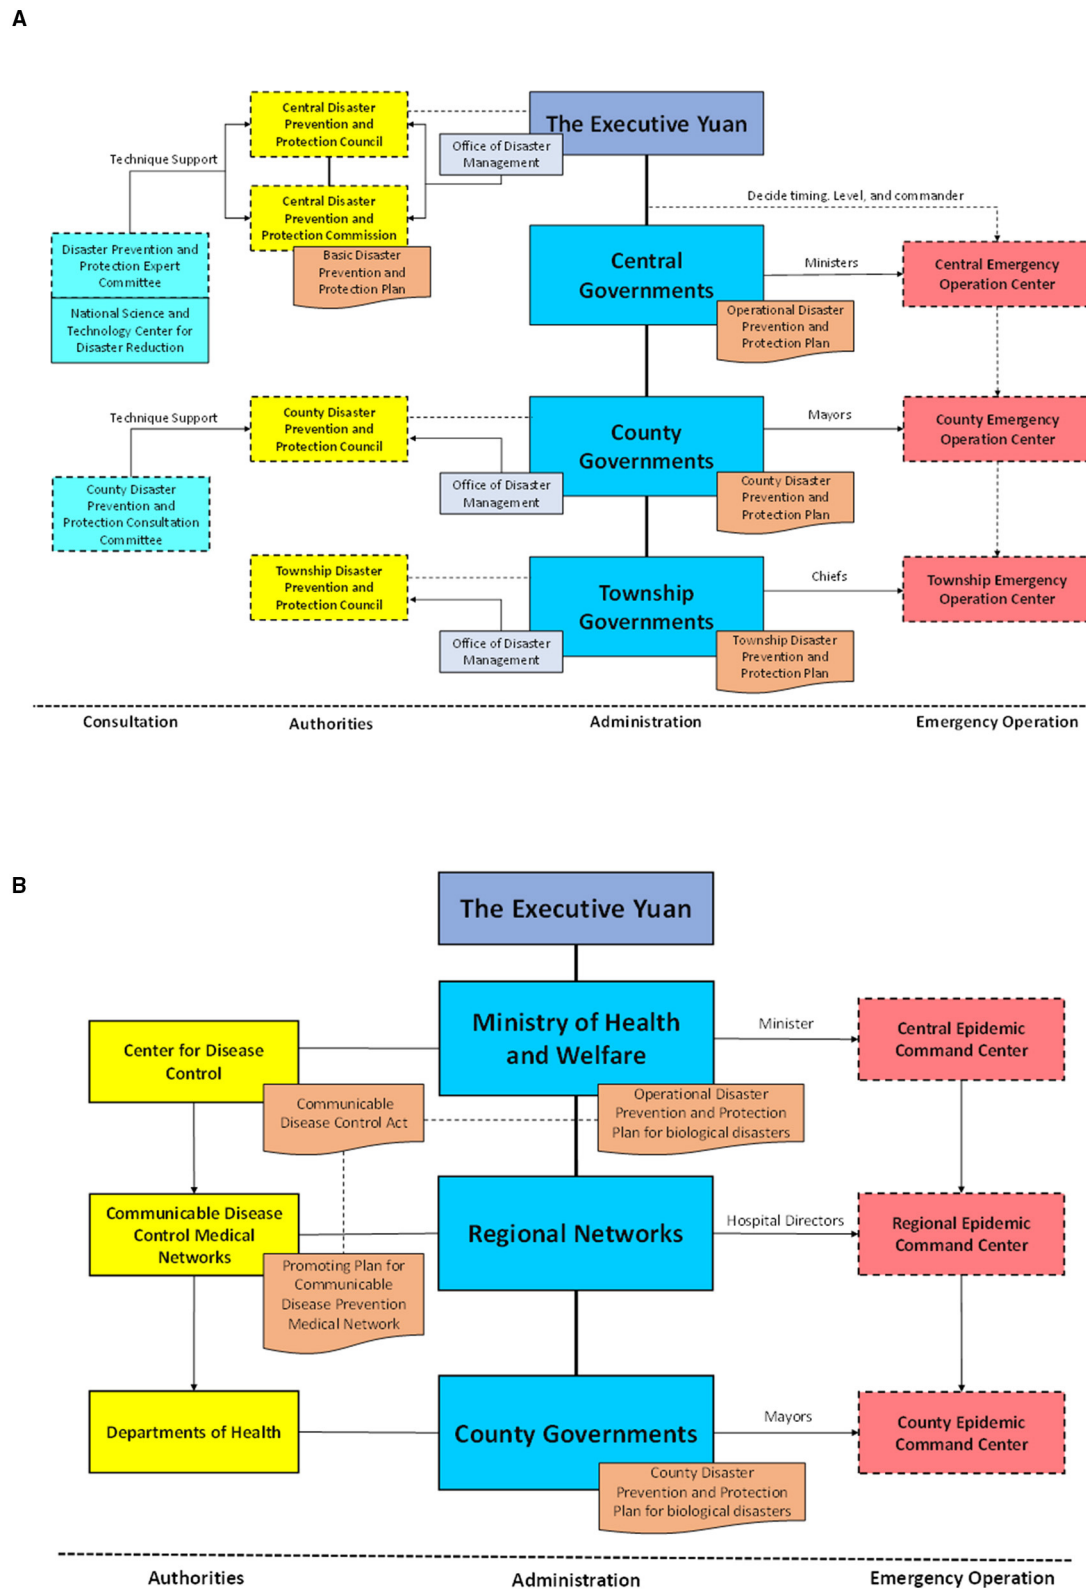 A
Central Disaster
Prevention and
Protection Council
The Executive Yuan
Office of Disaster
Management
Technique Support
Central Disaster
Prevention and
Protection Commission
Decide timing, Level, and commander
Disaster Prevention and
Protection Expert
Committee
Basic Disaster
Prevention and
Protection Plan
Central
Governments
Ministers
Central Emergency
Operation Center
National Science and
Technology Center for
Disaster Reduction
Operational Disaster
Prevention and
Protection Plan
Technique Support
County Disaster
Prevention and
Protection Council
County
Governments
Mayors
County Emergency
Operation Center
Office of Disaster
Management
County Disaster
Prevention and
Protection Plan
County Disaster
Prevention and
Protection Consultation
Committee
Township Disaster
Prevention and
Protection Council
Township
Governments
Chiefs
Township Emergency
Operation Center
Office of Disaster
Management
Township Disaster
Prevention and
Protection Plan
Consultation
Authorities
Administration
Emergency Operation
B
The Executive Yuan
Center for Disease
Control
Ministry of Health
and Welfare
Minister
Central Epidemic
Command Center
Communicable
Disease Control Act
Operational Disaster
Prevention and Protection
Plan for biological disasters
Communicable Disease
Control Medical
Networks
Regional Networks
Hospital Directors
Regional Epidemic
Command Center
Promoting Plan for
Communicable
Disease Prevention
Medical Network
Departments of Health
County Governments
Mayors
County Epidemic
Command Center
County Disaster
Prevention and Protection
Plan for biological disasters
Authorities
Administration
Emergency Operation